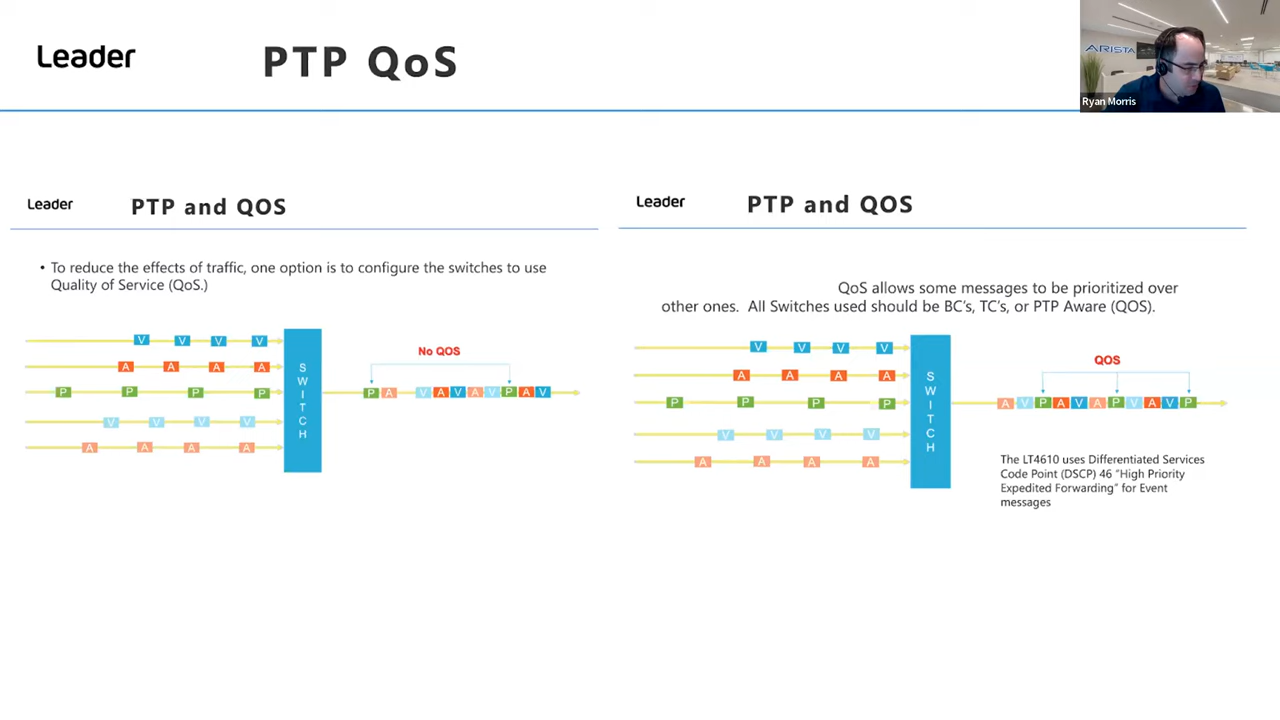 Leader
PTP QoS
ARISTA
Ryan Morris
Leader
PTP and QOS
• To reduce the effects of traffic, one option is to configure the switches to use
Quality of Service (QoS.)
V V V V
A A A A
P P P P
V V V V
A A A A
SWITCH
No QOS
P A V A V A V P A V
Leader
PTP and QOS
QoS allows some messages to be prioritized over
other ones. All Switches used should be BC's, TC's, or PTP Aware (QOS).
V V V V
A A A A
P P P P
V V V V
A A A A
SWITCH
QOS
A V P A V A P V A V P
The LT4610 uses Differentiated Services
Code Point (DSCP) 46 “High Priority
Expedited Forwarding” for Event
messages